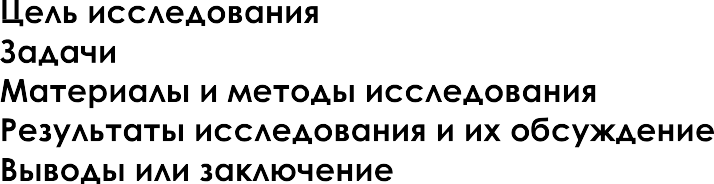 Цель исследования
Задачи
Материалы и методы исследования
Результаты исследования и их обсуждение
Выводы или заключение